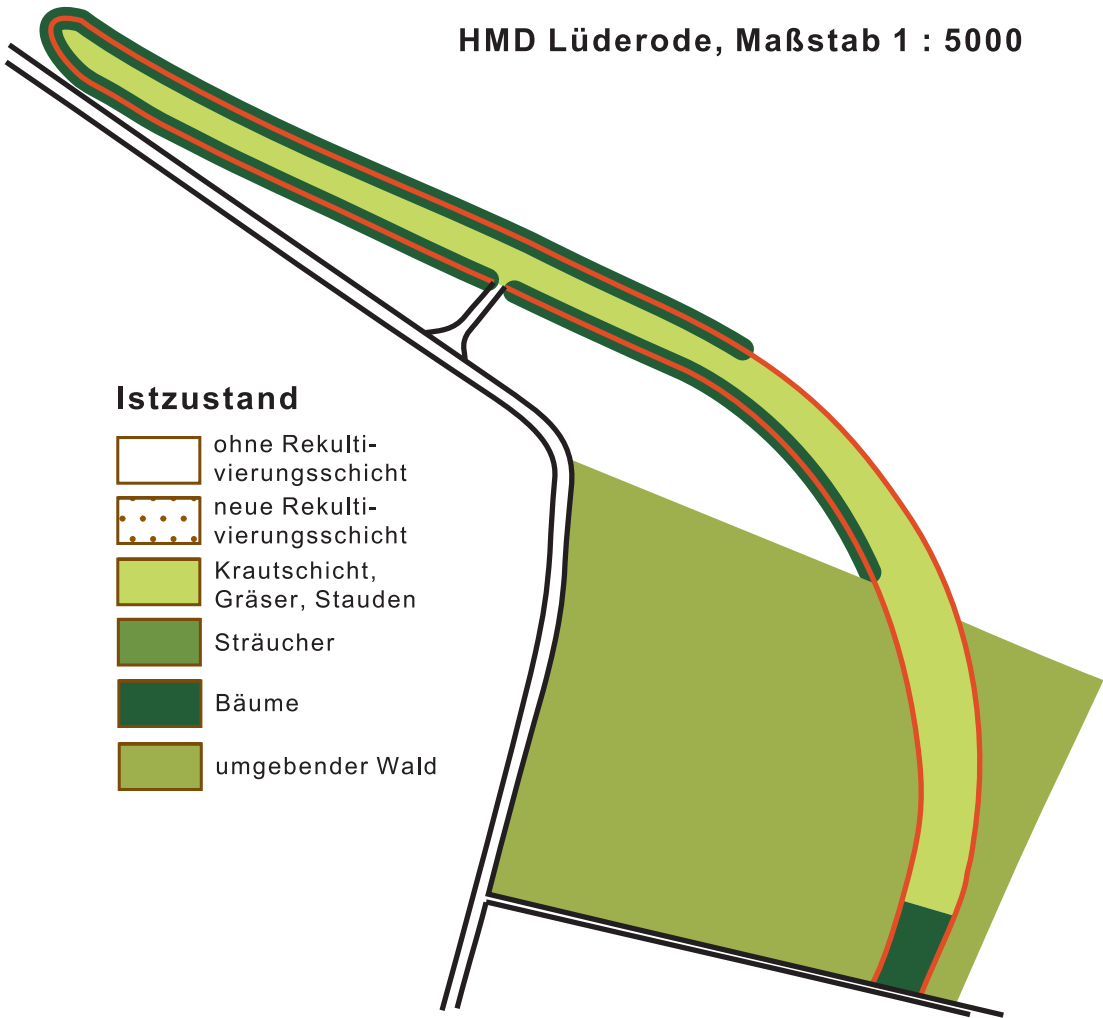 HMD Lüderode, Maßstab 1 : 5000
Istzustand
ohne Rekulti-
vierungsschicht
neue Rekulti-
vierungsschicht
Krautschicht,
Gräser, Stauden
Sträucher
Bäume
umgebender Wald